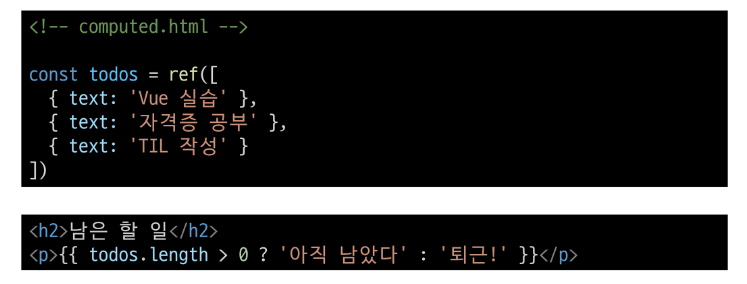 <!-- computed.html -->
const todos = ref([
{ text: 'Vue 실습' },
{ text: '자격증 공부' },
{ text: 'TIL 작성' }
])
<h2>남은 할 일</h2>
<p>{{ todos.length > 0 ? '아직 남았다' : '퇴근!' }}</p>